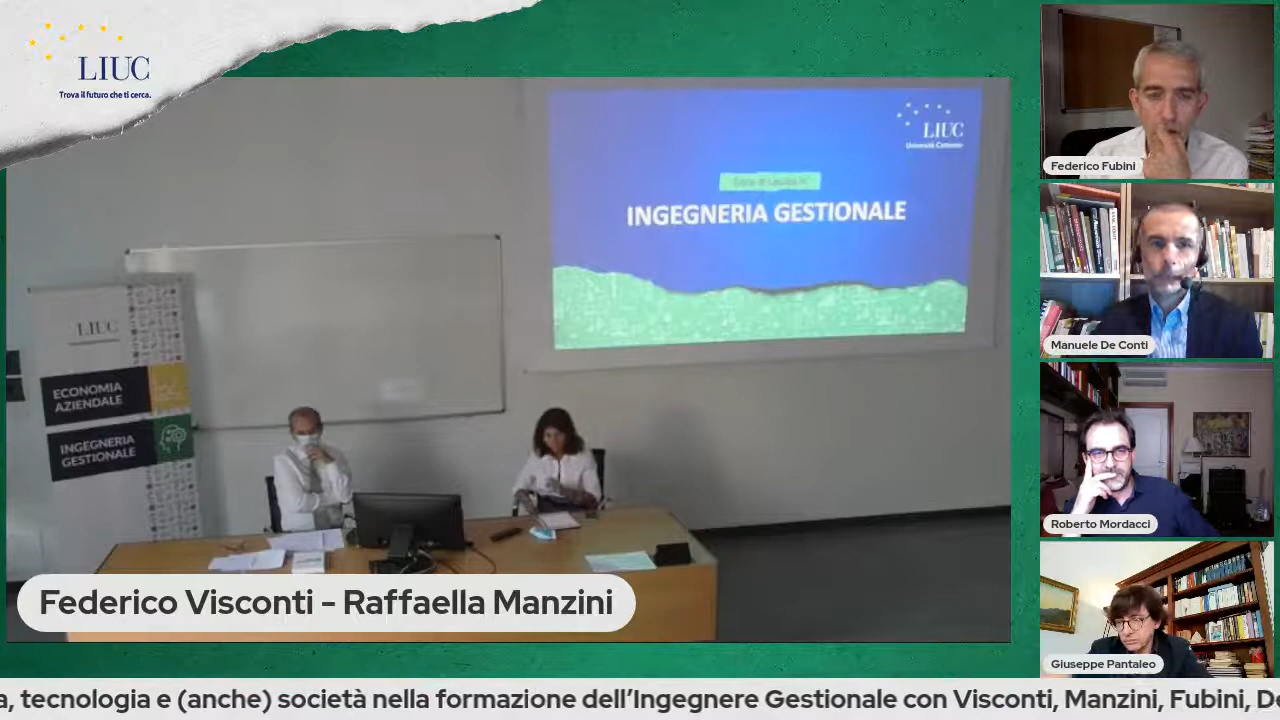 LIUC
Trova il futuro che ti cerca.
LIUC
Università Cattaneo
INGEGNERIA GESTIONALE
LIUC
ECONOMIA
AZIENDALE
INGEGNERIA
GESTIONALE
Federico Visconti - Raffaella Manzini
Federico Fubini
Manuele De Conti
Roberto Mordacci
Giuseppe Pantaleo
a, tecnologia e (anche) società nella formazione dell'Ingegnere Gestionale con Visconti, Manzini, Fubini, D